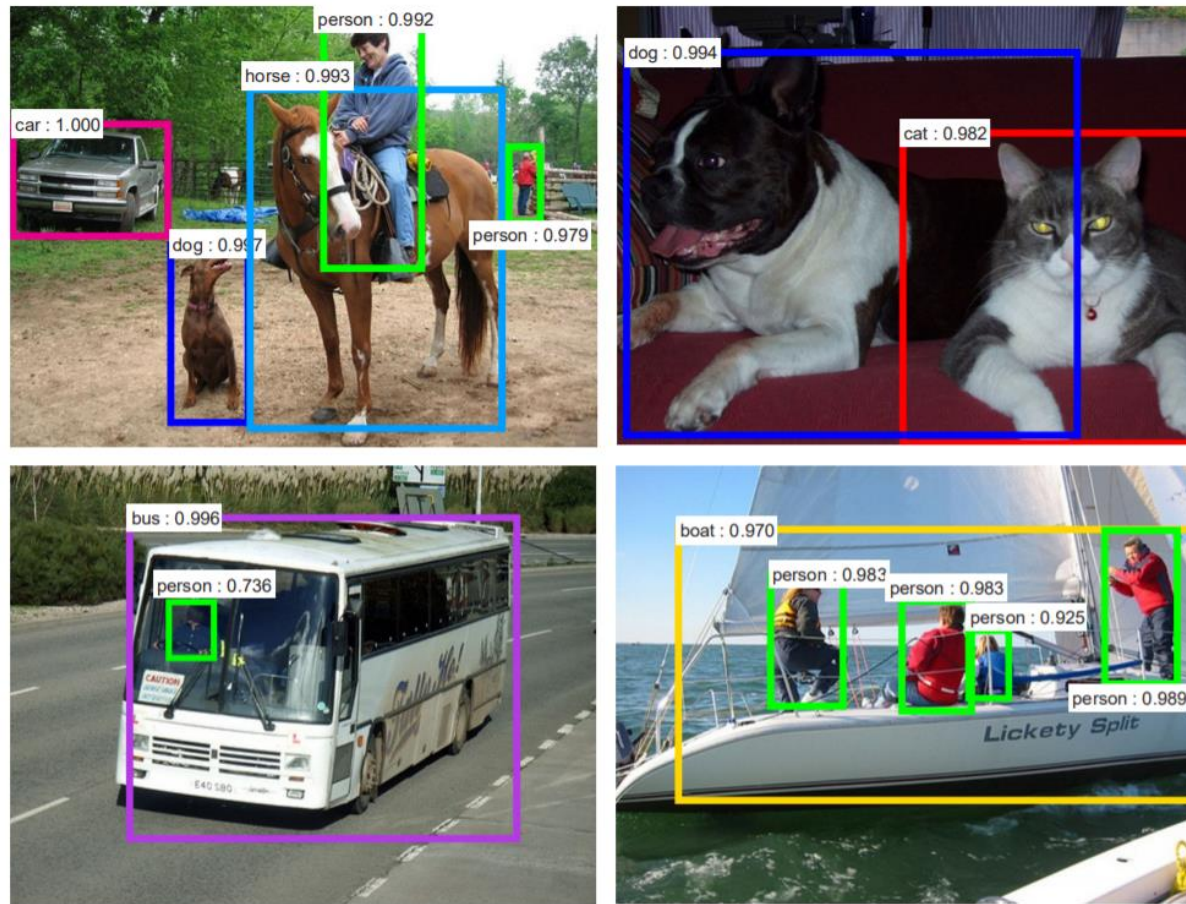 person : 0.992
horse : 0.993
car : 1.000
dog : 0.997
person : 0.979
dog : 0.994
cat : 0.982
bus : 0.996
person : 0.736
CAUTION
E40 SBO
L
boat : 0.970
person : 0.983
person : 0.983
person : 0.925
person : 0.989
Lickety Split